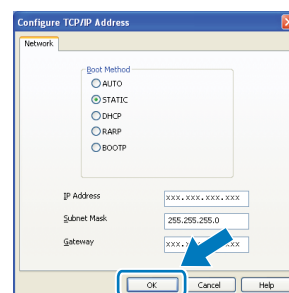 Configure TCP/IP Address
Network
Boot Method
AUTO
STATIC
DHCP
RARP
BOOTP
IP Address xxx.xxx.xxx.xxx
Subnet Mask 255.255.255.0
Gateway xxx. xx
OK Cancel Help